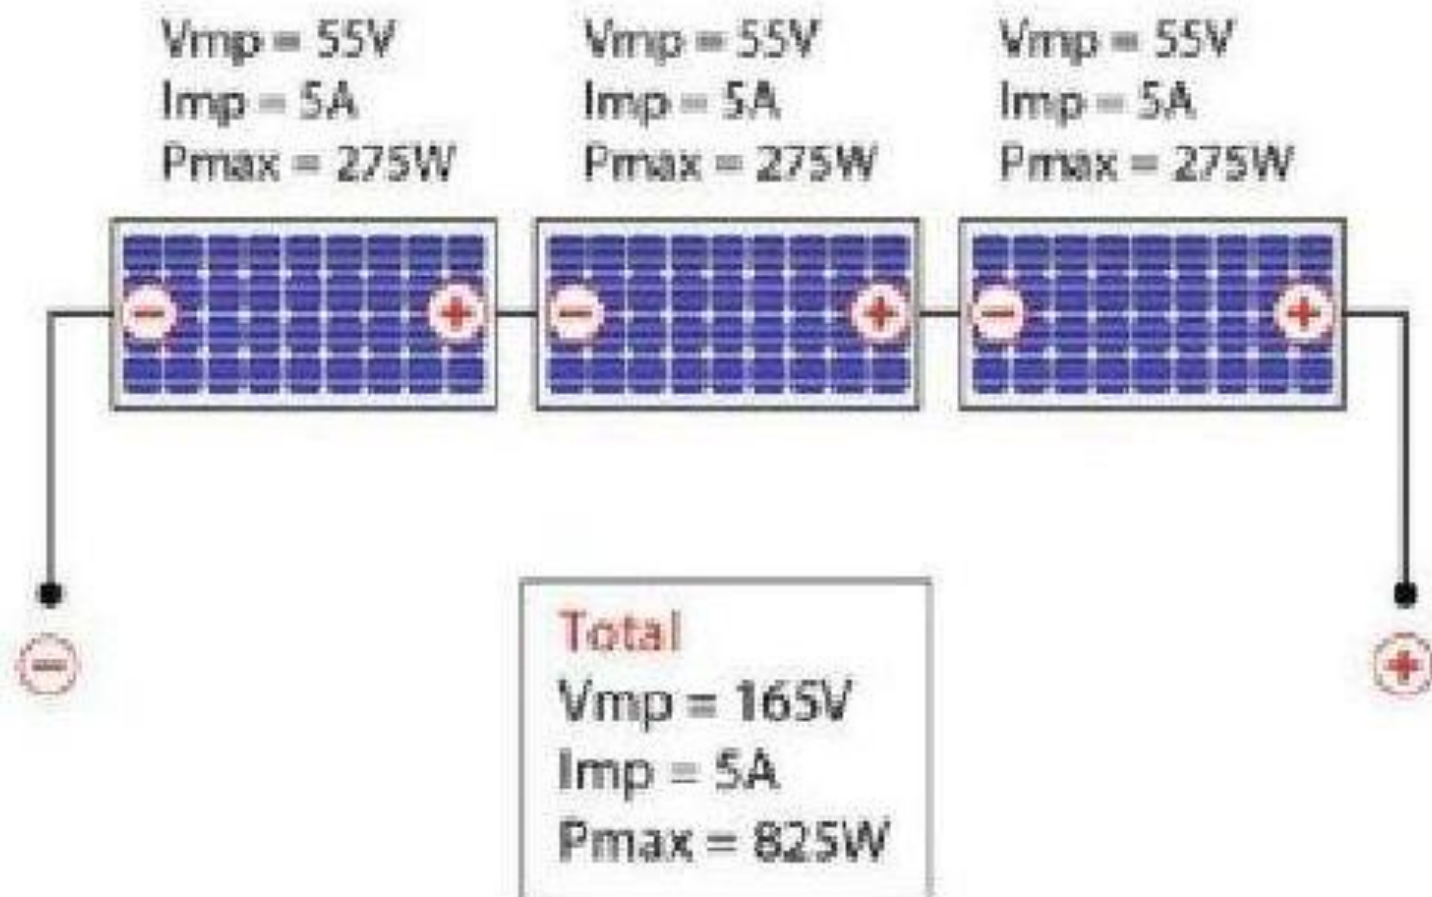 Vmp = 55V
Imp = 5A
Pmax = 275W
Vmp = 55V
Imp = 5A
Pmax = 275W
Vmp = 55V
Imp = 5A
Pmax = 275W
− + − + − +
− +
Total
Vmp = 165V
Imp = 5A
Pmax = 825W